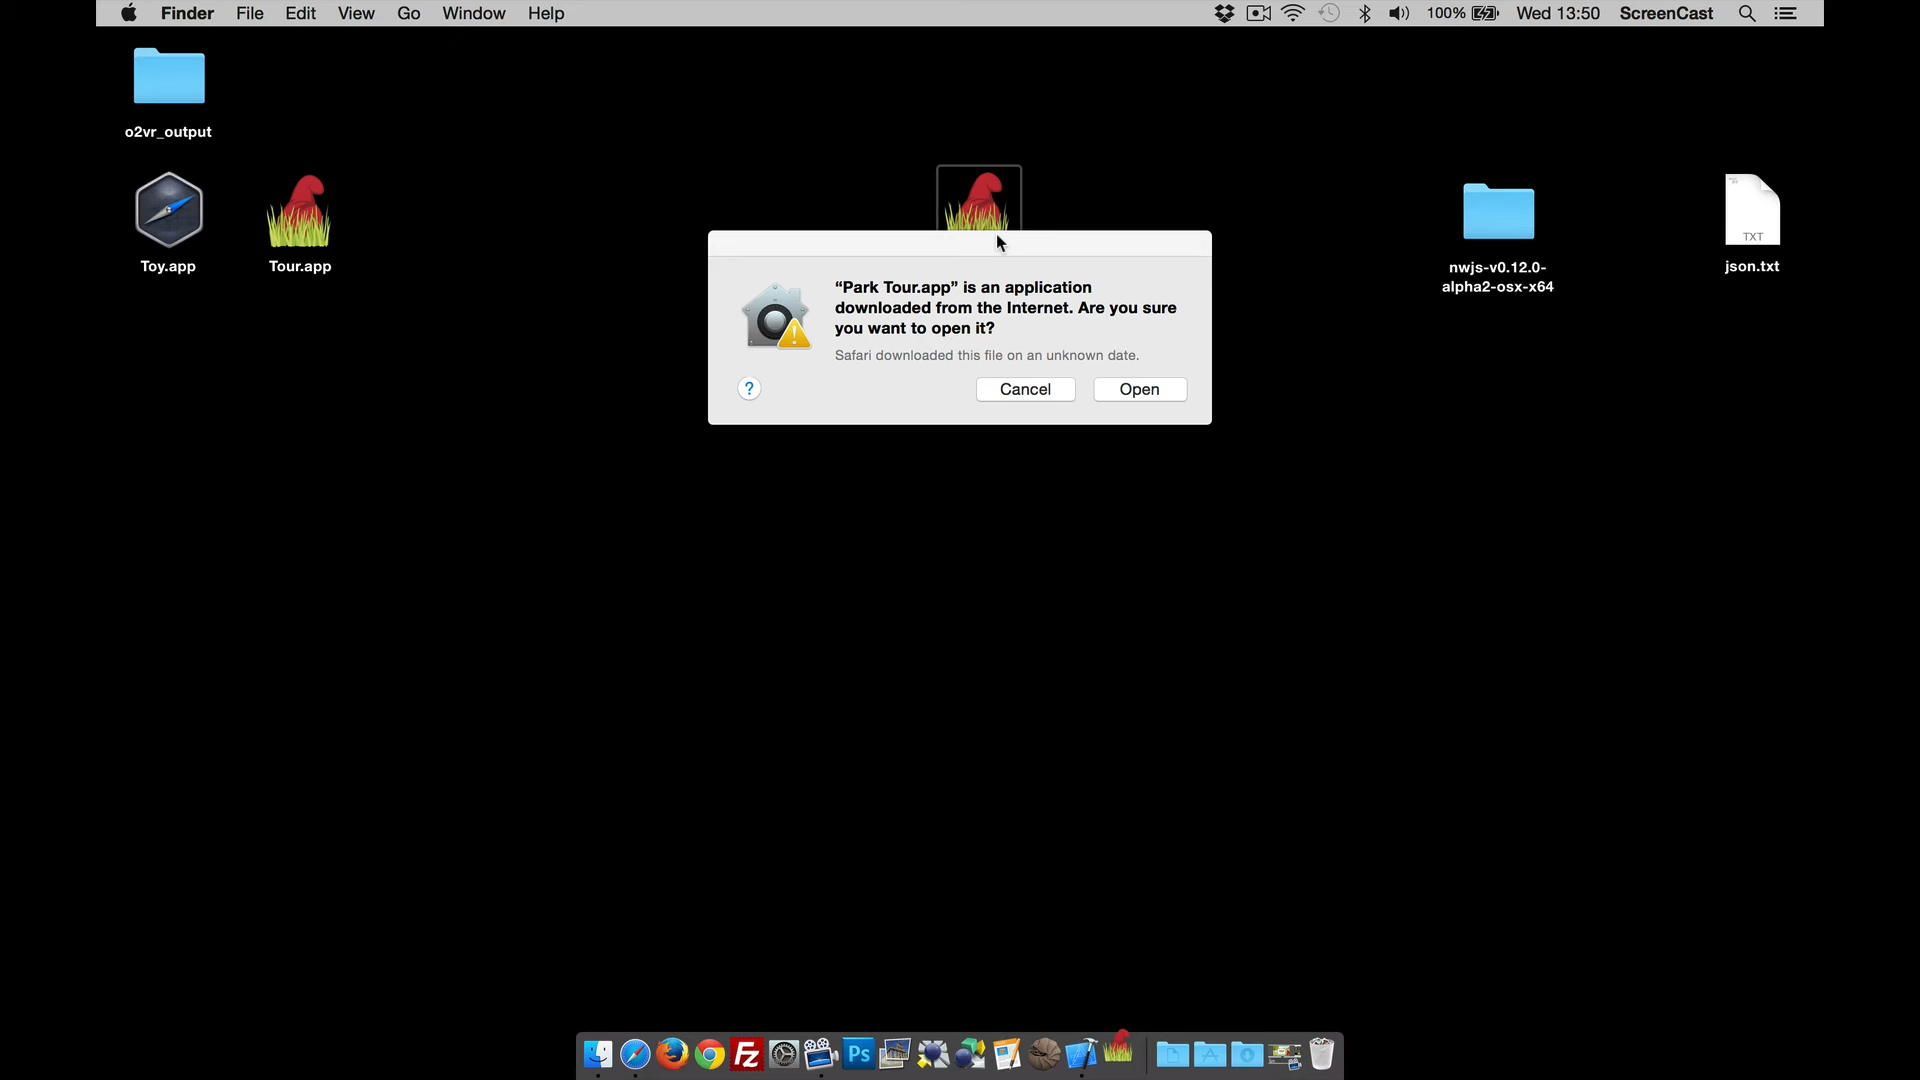 Finder File Edit View Go Window Help 100% Wed 13:50 ScreenCast
o2vr_output
Toy.app
Tour.app
nwjs-v0.12.0-
alpha2-osx-x64
TXT
json.txt
“Park Tour.app” is an application
downloaded from the Internet. Are you sure
you want to open it?
Safari downloaded this file on an unknown date.
? Cancel Open
Fz Ps